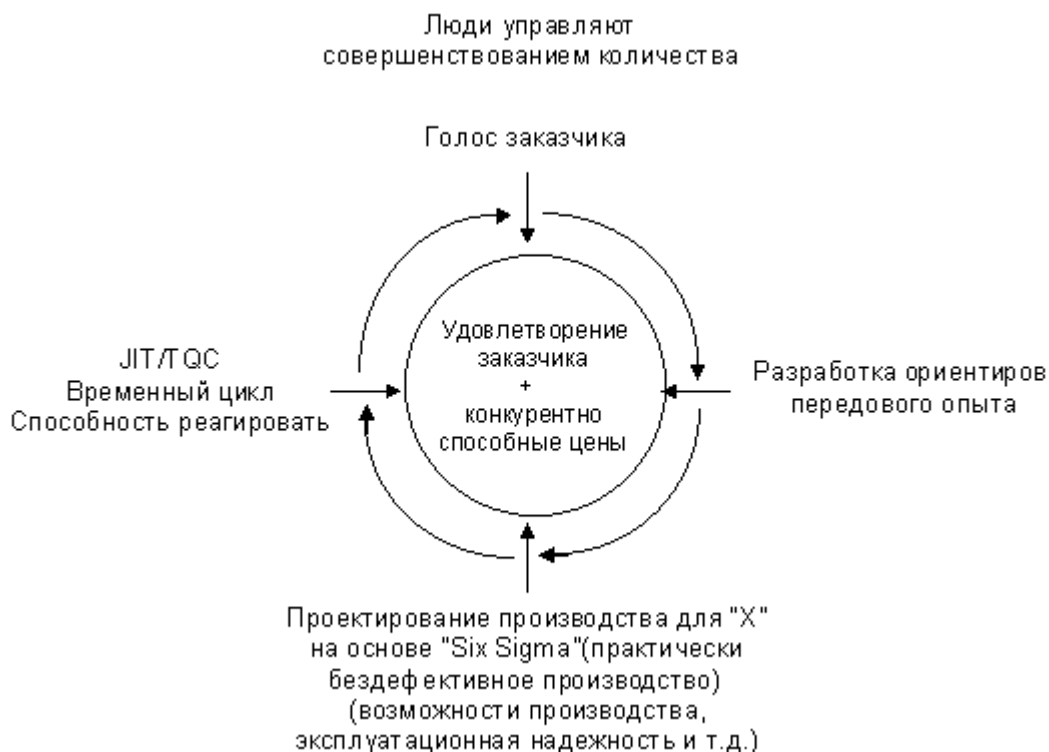 Люди управляют
совершенствованием количества
Голос заказчика
Удовлетворение
заказчика
+
конкурентно
способные цены
JIT/TQC
Временный цикл
Способность реагировать
Разработка ориентиров
передового опыта
Проектирование производства для "X"
на основе "Six Sigma"(практически
бездефективное производство)
(возможности производства,
эксплуатационная надежность и т.д.)